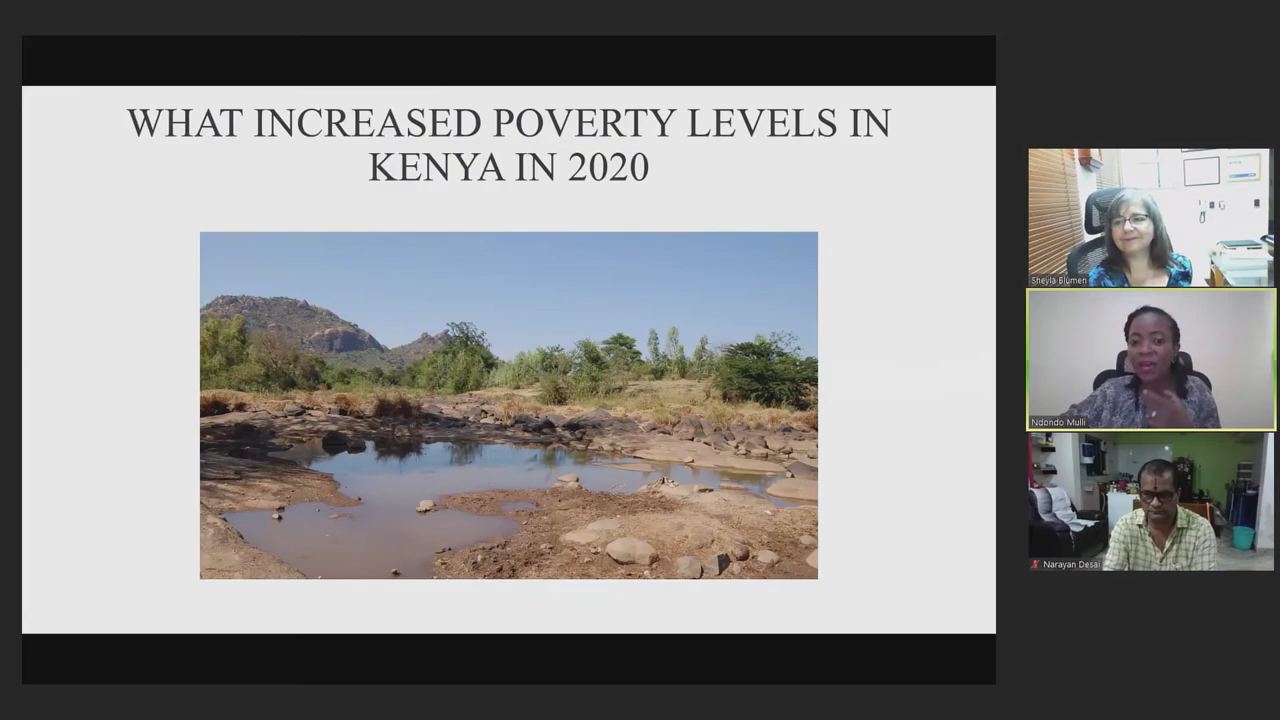 WHAT INCREASED POVERTY LEVELS IN
KENYA IN 2020
Sheyla Blumen
Ndondo Mulli
Narayan Desai